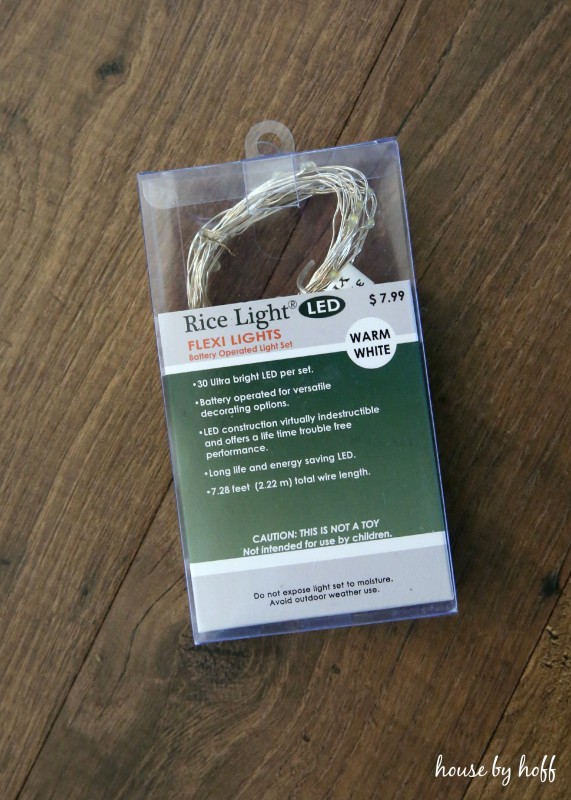 Rice Light® LED
$7.99
FLEXI LIGHTS
Battery Operated Light Set
WARM
WHITE
•30 Ultra bright LED per set.
•Battery operated for versatile
decorating options.
•LED construction virtually indestructible
and offers a life time trouble free
performance.
•Long life and energy saving LED.
•7.28 feet (2.22 m) total wire length.
CAUTION: THIS IS NOT A TOY
Not intended for use by children.
Do not expose light set to moisture.
Avoid outdoor weather use.
house by hoff